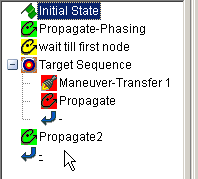 Initial State
Propagate-Phasing
wait till first node
Target Sequence
Maneuver-Transfer 1
Propagate
-
Propagate2
-